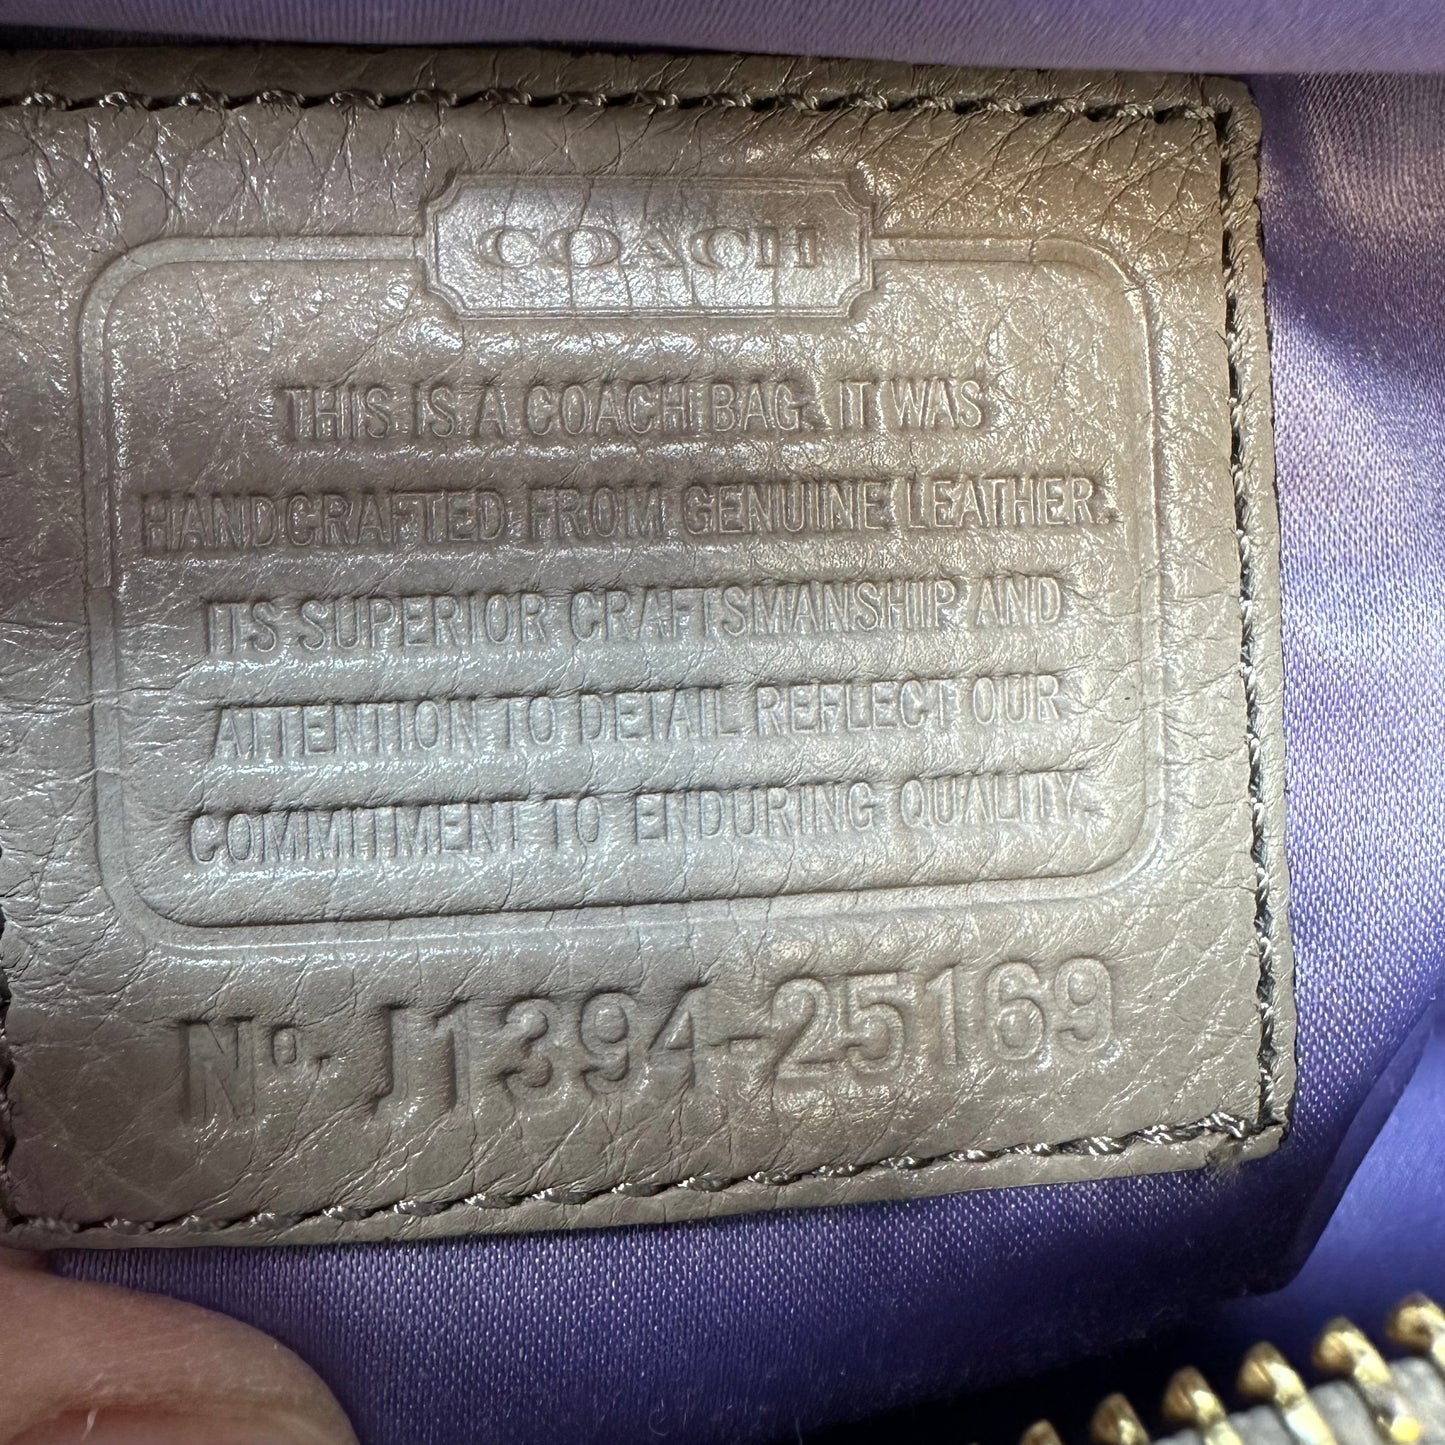 COACH
THIS IS A COACH BAG. IT WAS
HANDCRAFTED FROM GENUINE LEATHER.
ITS SUPERIOR CRAFTSMANSHIP AND
ATTENTION TO DETAIL REFLECT OUR
COMMITMENT TO ENDURING QUALITY.
No. J1394-25169